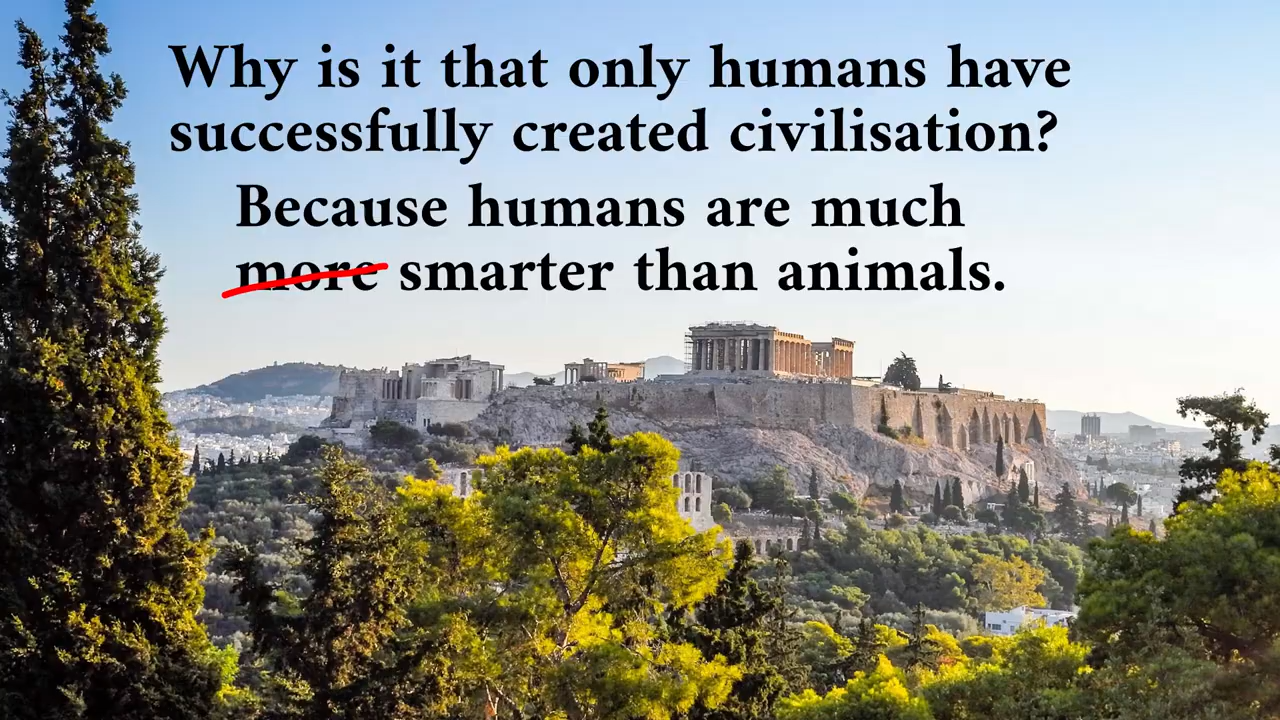 Why is it that only humans have
successfully created civilisation?
Because humans are much
more smarter than animals.